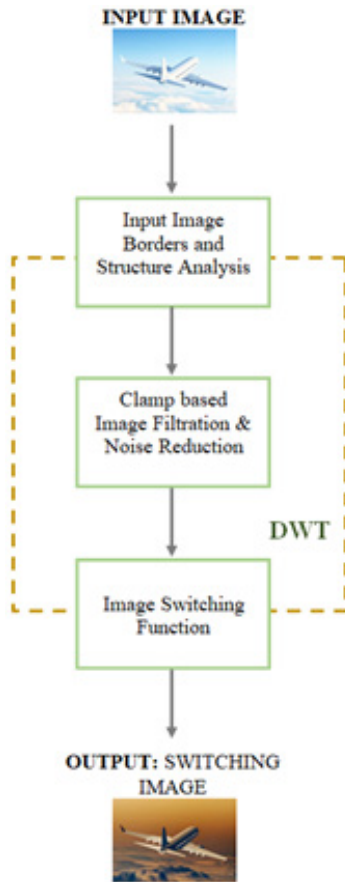 INPUT IMAGE
Input Image
Borders and
Structure Analysis
Clamp based
Image Filtration &
Noise Reduction
DWT
Image Switching
Function
OUTPUT: SWITCHING
IMAGE